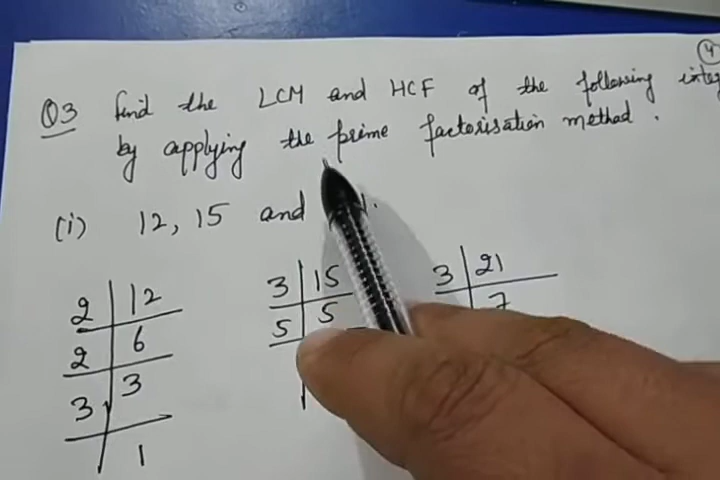 4
Q3 Find the LCM and HCF of the following
by applying the prime factorisation method.
(i) 12, 15 and
2 12 3 15 3 21
2 6 5 5 7
3 3
1